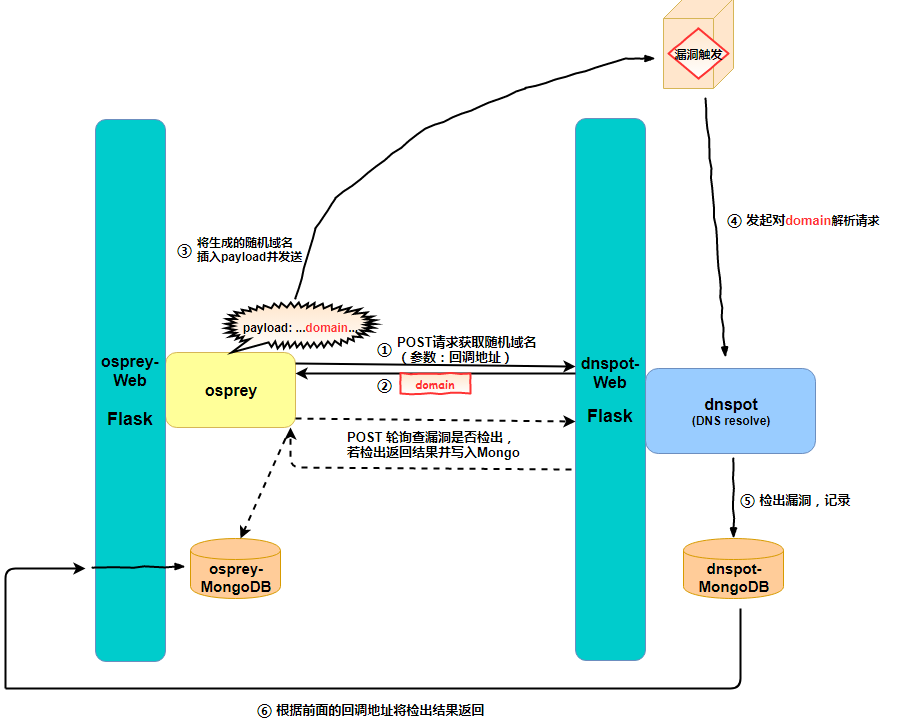 漏洞触发
④ 发起对domain解析请求
③ 将生成的随机域名
插入payload并发送
payload: ...domain...
① POST请求获取随机域名
（参数：回调地址）
② domain
osprey-
Web
Flask
osprey
dnspot-
Web
Flask
dnspot
(DNS resolve)
POST 轮询查漏洞是否检出，
若检出返回结果并写入Mongo
⑤ 检出漏洞，记录
osprey-
MongoDB
dnspot-
MongoDB
⑥ 根据前面的回调地址将检出结果返回